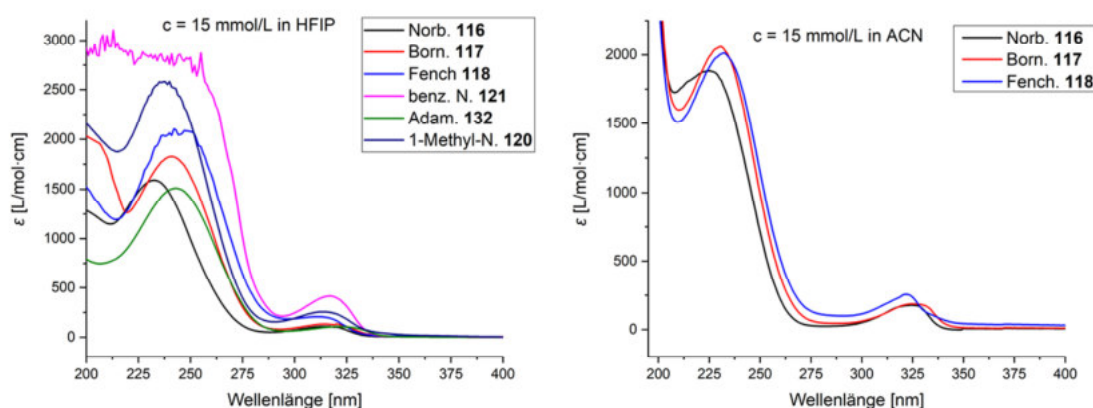 c = 15 mmol/L in HFIP
Norb. 116
Born. 117
Fench 118
benz. N. 121
Adam. 132
1-Methyl-N. 120
3000
2500
2000
1500
1000
500
0
ε [L/mol·cm]
200 225 250 275 300 325 350 375 400
Wellenlänge [nm]
c = 15 mmol/L in ACN
Norb. 116
Born. 117
Fench. 118
2000
1500
1000
500
0
ε [L/mol·cm]
200 225 250 275 300 325 350 375 400
Wellenlänge [nm]